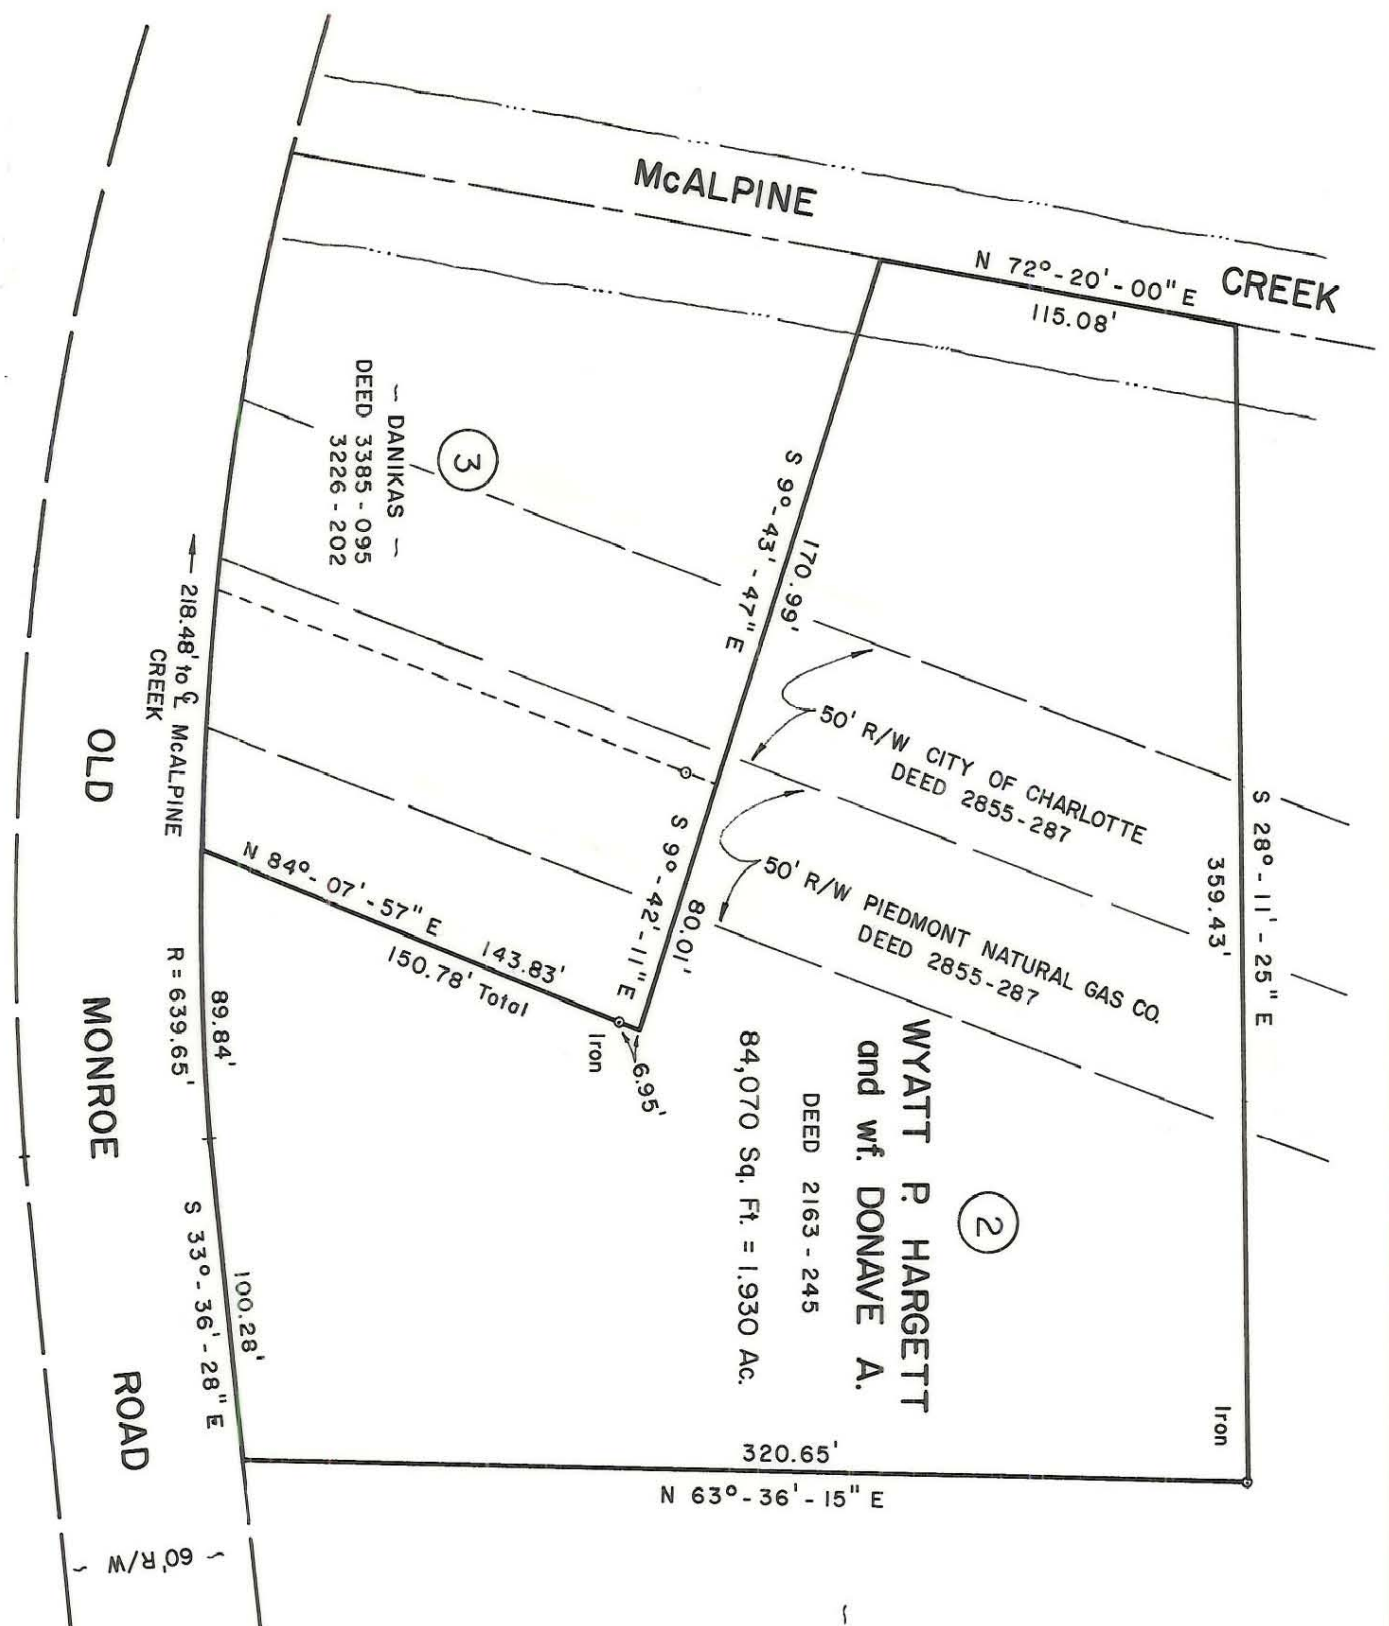 McALPINE
CREEK
N 72°-20'-00" E
115.08'
S 28°-11'-25" E
359.43'
S 9°-43'-47" E
170.99'
3
~ DANIKAS ~
DEED 3385-095
3226-202
50' R/W CITY OF CHARLOTTE
DEED 2855-287
50' R/W PIEDMONT NATURAL GAS CO.
DEED 2855-287
S 9°-42'-11" E
80.01'
← 218.48' to ℄ McALPINE
CREEK
N 84°-07'-57" E
143.83'
150.78' Total
Iron
6.95'
2
WYATT P. HARGETT
and wf. DONAVE A.
DEED 2163-245
84,070 Sq. Ft. = 1.930 Ac.
Iron
89.84'
R = 639.65'
100.28'
S 33°-36'-28" E
320.65'
N 63°-36'-15" E
OLD MONROE ROAD
~ 60' R/W ~